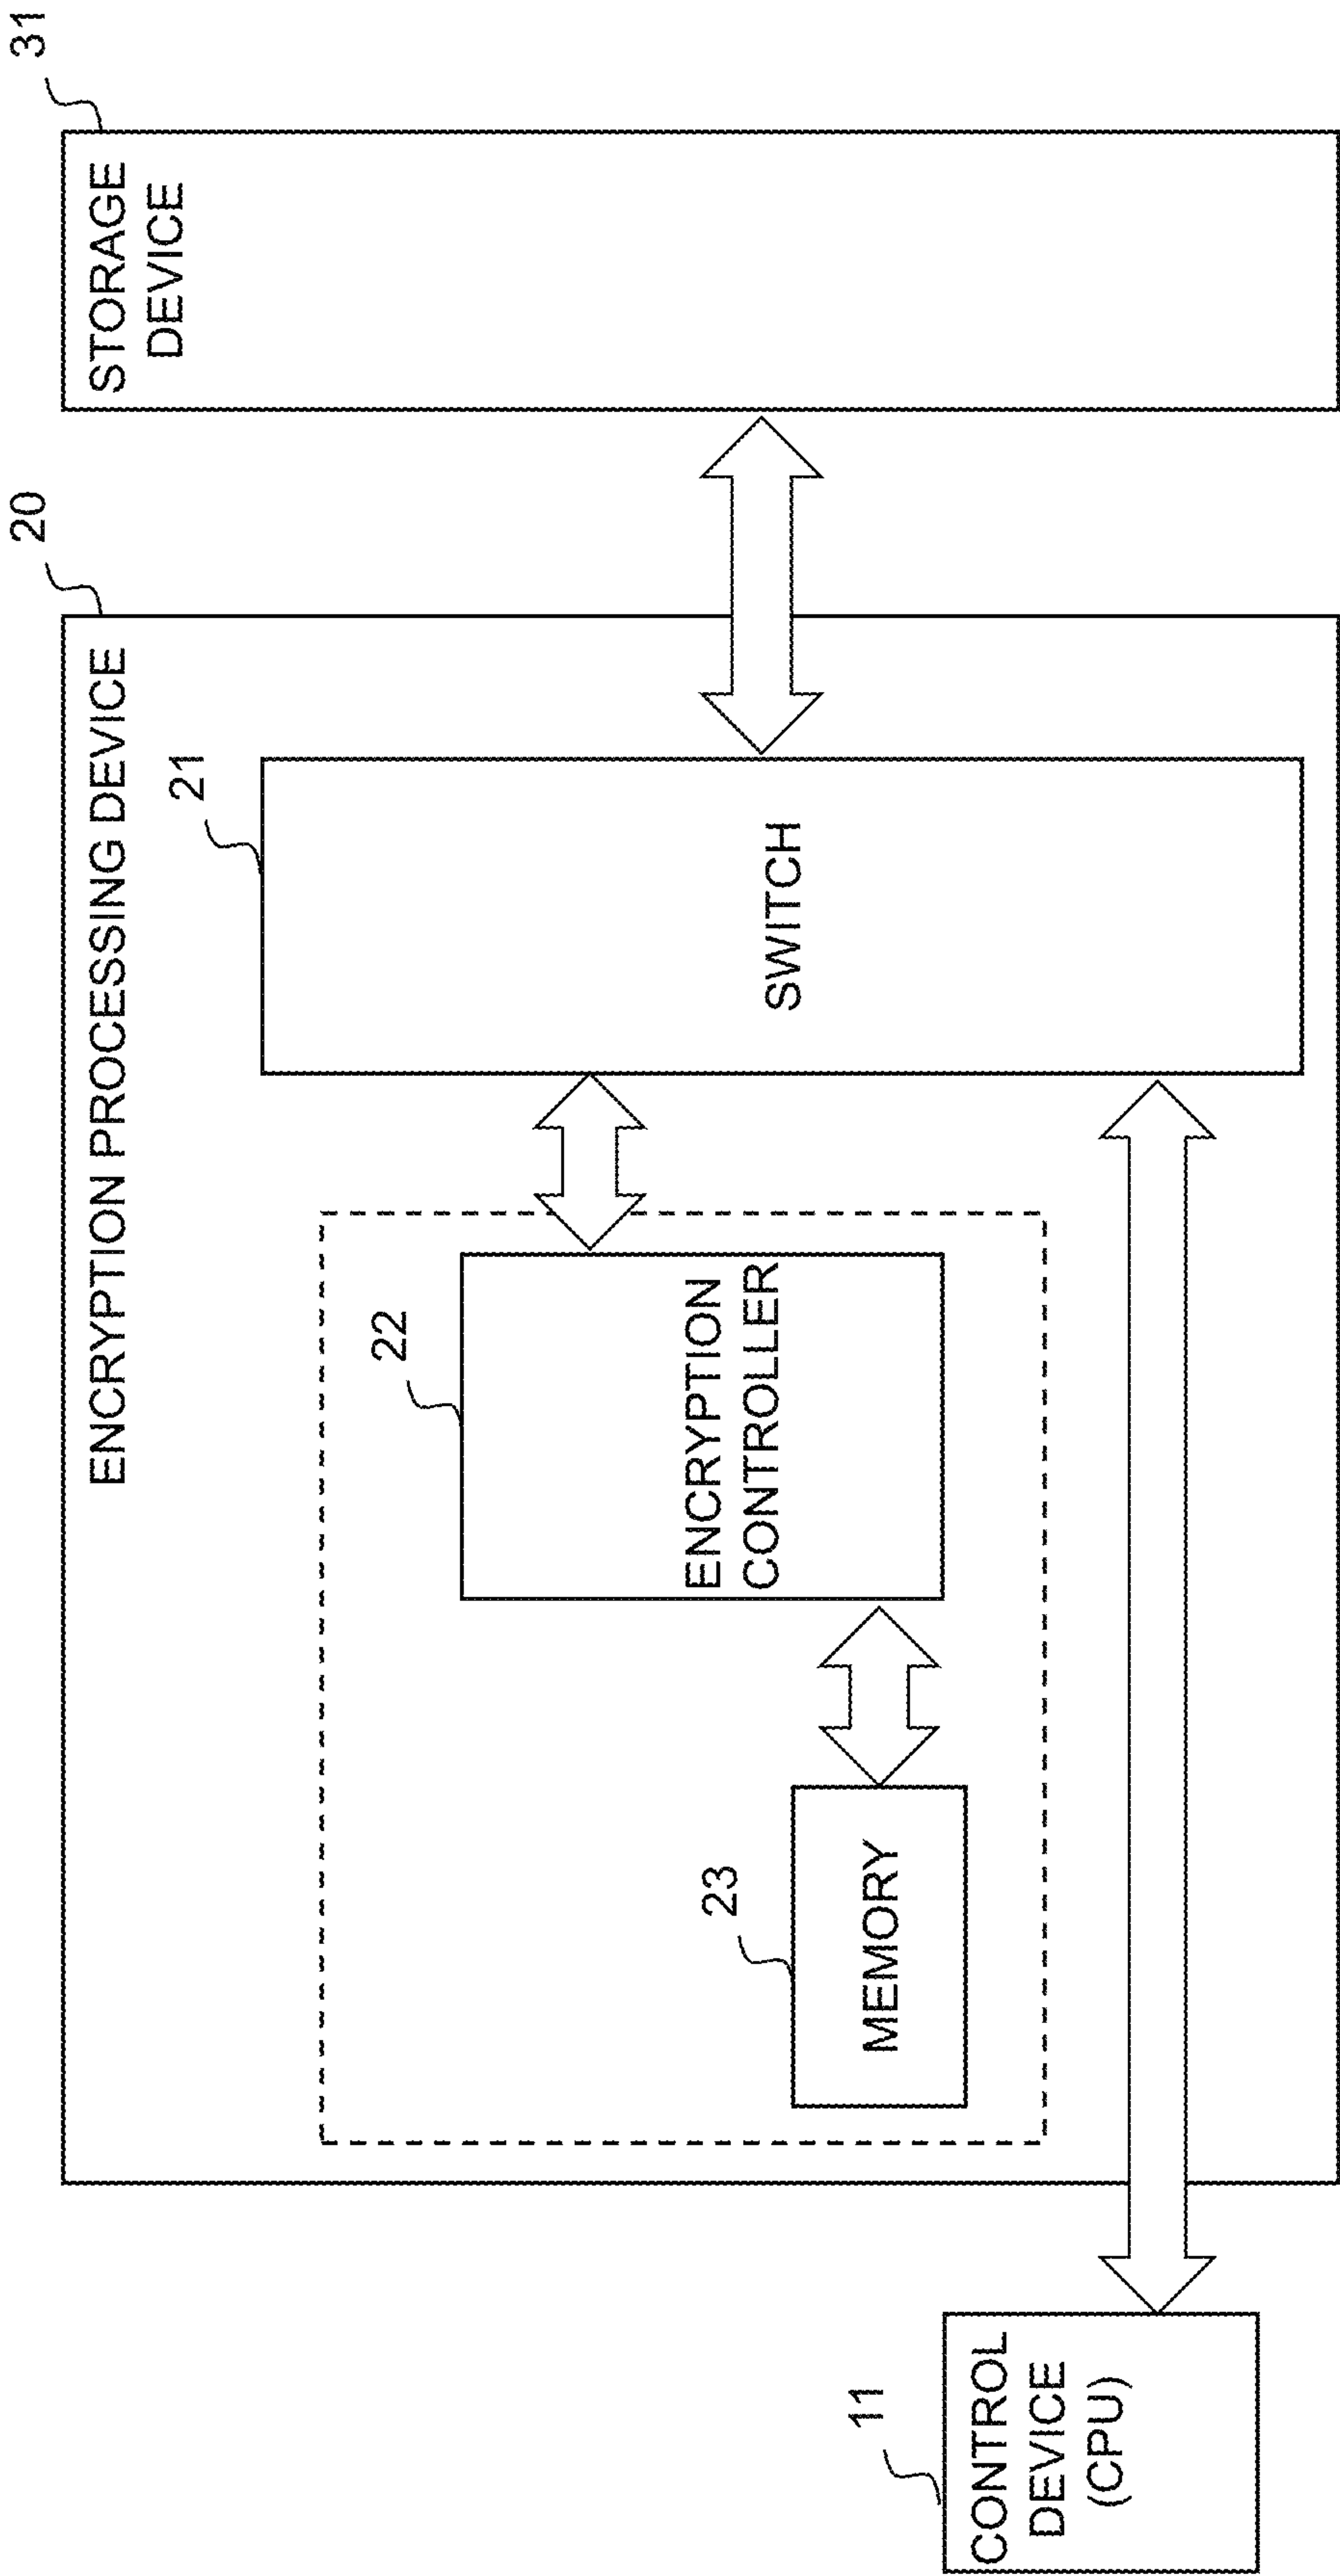 11
CONTROL
DEVICE
(CPU)
20
ENCRYPTION PROCESSING DEVICE
23
MEMORY
22
ENCRYPTION
CONTROLLER
21
SWITCH
31
STORAGE
DEVICE